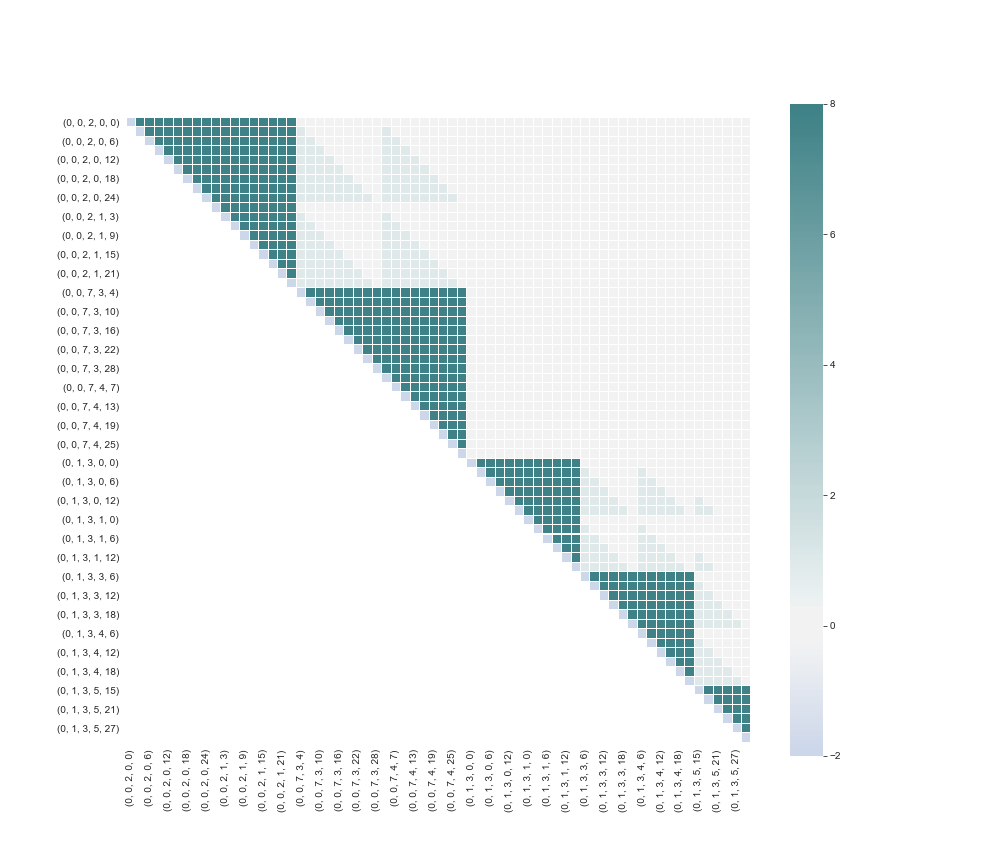 (0, 0, 2, 0, 0)
(0, 0, 2, 0, 6)
(0, 0, 2, 0, 12)
(0, 0, 2, 0, 18)
(0, 0, 2, 0, 24)
(0, 0, 2, 1, 3)
(0, 0, 2, 1, 9)
(0, 0, 2, 1, 15)
(0, 0, 2, 1, 21)
(0, 0, 7, 3, 4)
(0, 0, 7, 3, 10)
(0, 0, 7, 3, 16)
(0, 0, 7, 3, 22)
(0, 0, 7, 3, 28)
(0, 0, 7, 4, 7)
(0, 0, 7, 4, 13)
(0, 0, 7, 4, 19)
(0, 0, 7, 4, 25)
(0, 1, 3, 0, 0)
(0, 1, 3, 0, 6)
(0, 1, 3, 0, 12)
(0, 1, 3, 1, 0)
(0, 1, 3, 1, 6)
(0, 1, 3, 1, 12)
(0, 1, 3, 3, 6)
(0, 1, 3, 3, 12)
(0, 1, 3, 3, 18)
(0, 1, 3, 4, 6)
(0, 1, 3, 4, 12)
(0, 1, 3, 4, 18)
(0, 1, 3, 5, 15)
(0, 1, 3, 5, 21)
(0, 1, 3, 5, 27)
(0, 0, 2, 0, 0)
(0, 0, 2, 0, 6)
(0, 0, 2, 0, 12)
(0, 0, 2, 0, 18)
(0, 0, 2, 0, 24)
(0, 0, 2, 1, 3)
(0, 0, 2, 1, 9)
(0, 0, 2, 1, 15)
(0, 0, 2, 1, 21)
(0, 0, 7, 3, 4)
(0, 0, 7, 3, 10)
(0, 0, 7, 3, 16)
(0, 0, 7, 3, 22)
(0, 0, 7, 3, 28)
(0, 0, 7, 4, 7)
(0, 0, 7, 4, 13)
(0, 0, 7, 4, 19)
(0, 0, 7, 4, 25)
(0, 1, 3, 0, 0)
(0, 1, 3, 0, 6)
(0, 1, 3, 0, 12)
(0, 1, 3, 1, 0)
(0, 1, 3, 1, 6)
(0, 1, 3, 1, 12)
(0, 1, 3, 3, 6)
(0, 1, 3, 3, 12)
(0, 1, 3, 3, 18)
(0, 1, 3, 4, 6)
(0, 1, 3, 4, 12)
(0, 1, 3, 4, 18)
(0, 1, 3, 5, 15)
(0, 1, 3, 5, 21)
(0, 1, 3, 5, 27)
8
6
4
2
0
−2